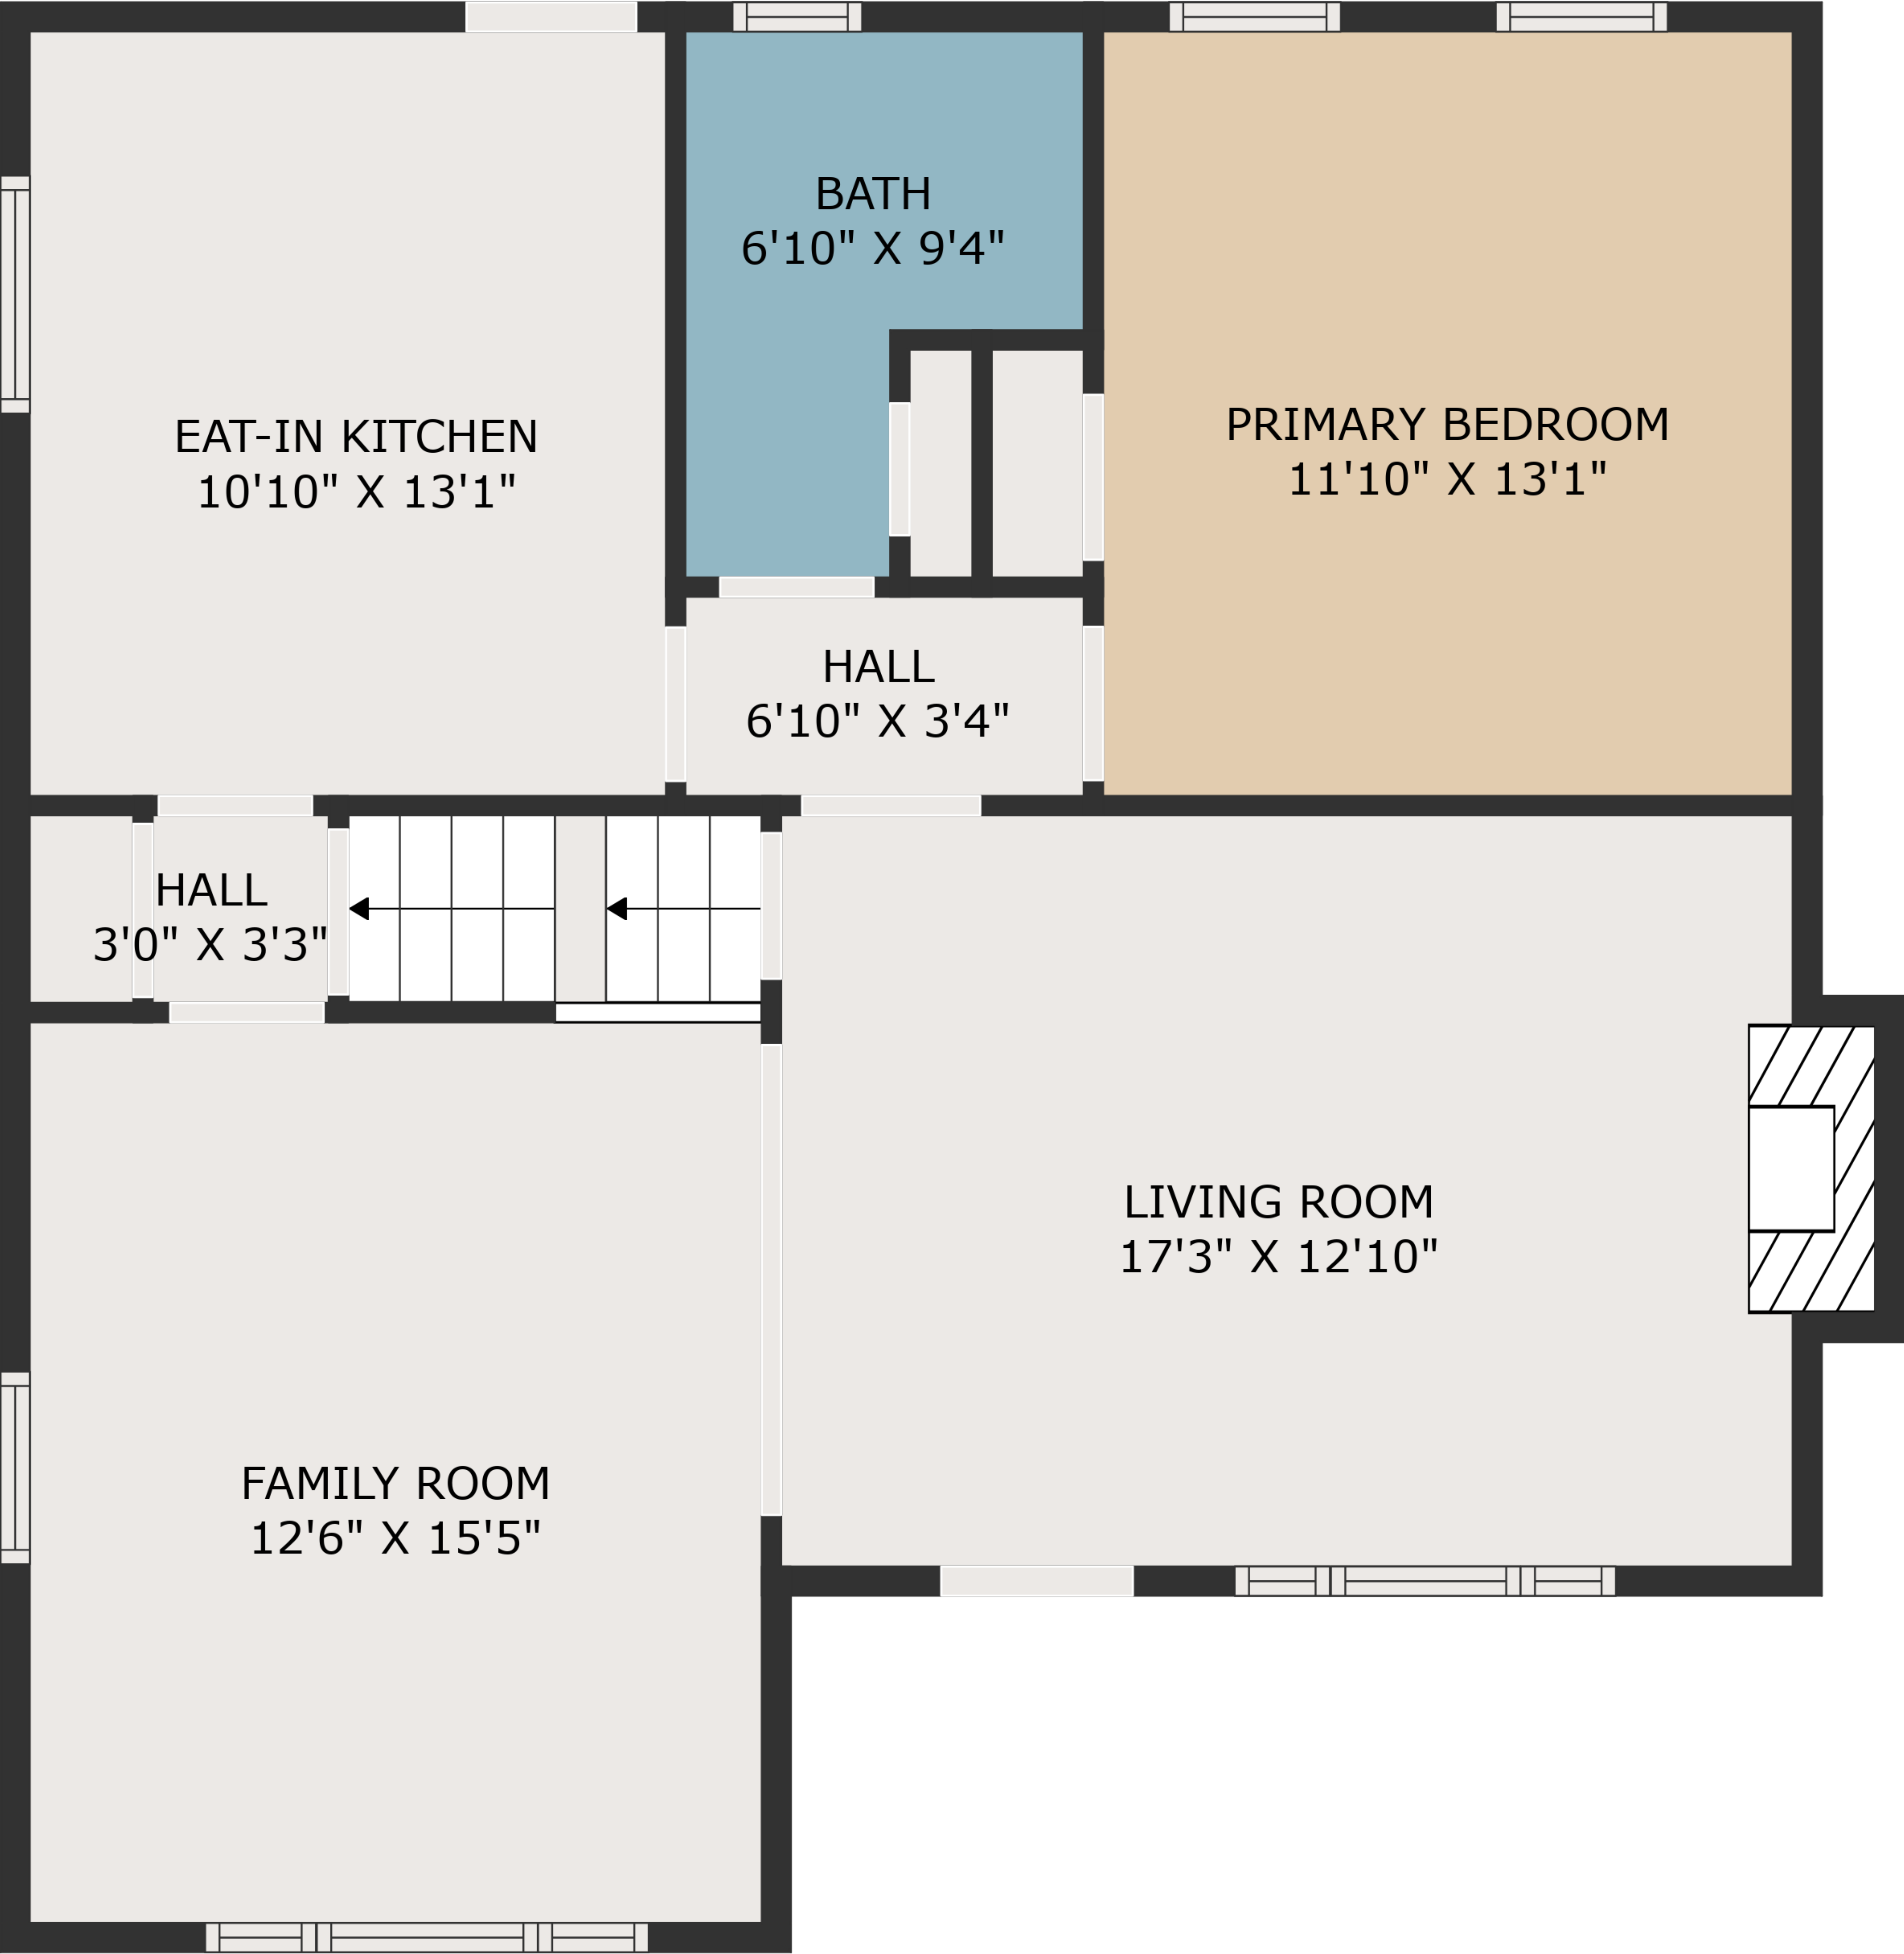 BATH
6'10" X 9'4"
EAT-IN KITCHEN
10'10" X 13'1"
PRIMARY BEDROOM
11'10" X 13'1"
HALL
6'10" X 3'4"
HALL
3'0" X 3'3"
LIVING ROOM
17'3" X 12'10"
FAMILY ROOM
12'6" X 15'5"